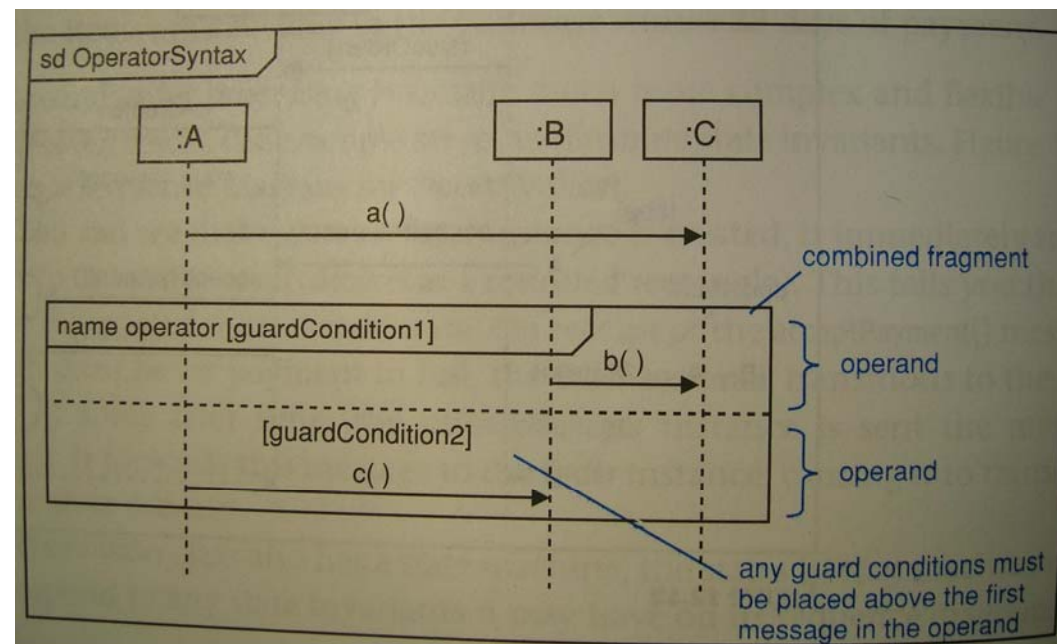 sd OperatorSyntax
:A
:B
:C
a( )
combined fragment
name operator [guardCondition1]
b( )
operand
[guardCondition2]
c( )
operand
any guard conditions must
be placed above the first
message in the operand